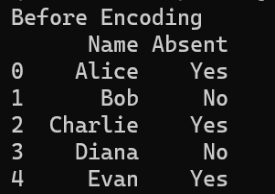 Before Encoding
Name Absent
0 Alice Yes
1 Bob No
2 Charlie Yes
3 Diana No
4 Evan Yes